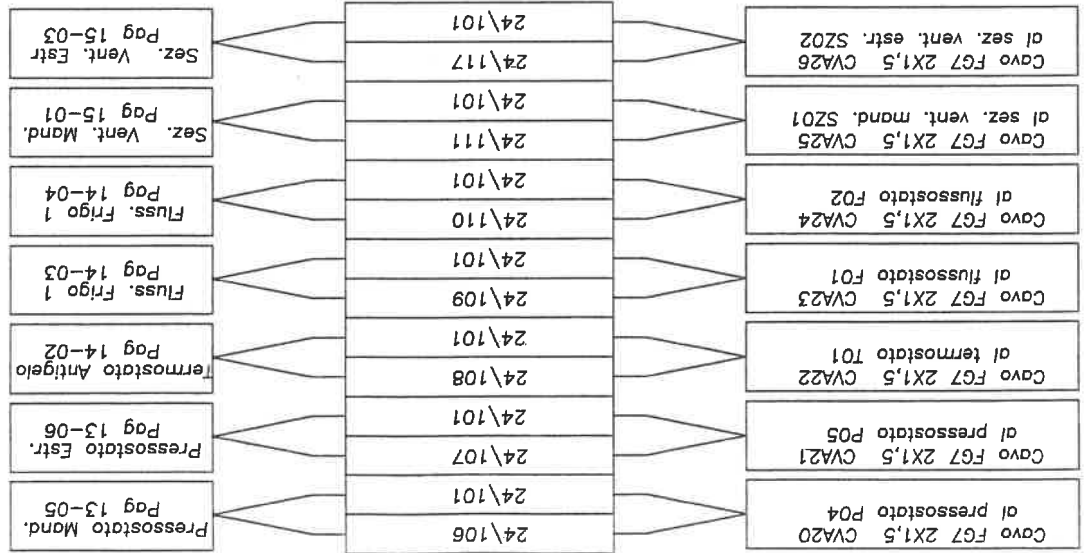 Cavo FG7 2X1,5 CVA20
al pressostato P04
24\106
24\101
Pressostato Mand.
Pag 13-05
Cavo FG7 2X1,5 CVA21
al pressostato P05
24\107
24\101
Pressostato Estr.
Pag 13-06
Cavo FG7 2X1,5 CVA22
al termostato T01
24\108
24\101
Termostato Antigelo
Pag 14-02
Cavo FG7 2X1,5 CVA23
al flussostato F01
24\109
24\101
Fluss. Frigo 1
Pag 14-03
Cavo FG7 2X1,5 CVA24
al flussostato F02
24\110
24\101
Fluss. Frigo 1
Pag 14-04
Cavo FG7 2X1,5 CVA25
al sez. vent. mand. SZ01
24\111
24\101
Sez. Vent. Mand.
Pag 15-01
Cavo FG7 2X1,5 CVA26
al sez. vent. estr. SZ02
24\117
24\101
Sez. Vent. Estr
Pag 15-03